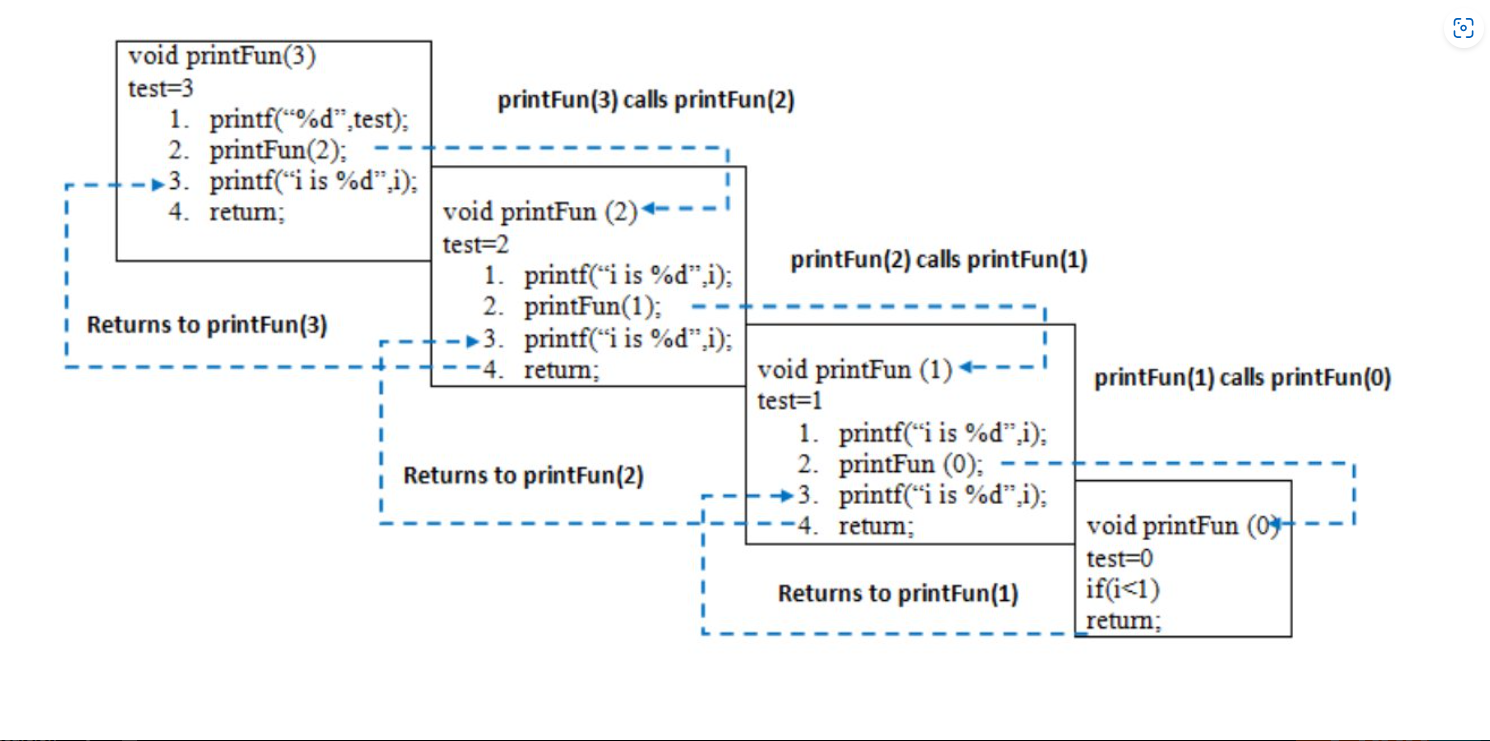 void printFun(3)
test=3
1. printf(“%d”,test);
2. printFun(2);
3. printf(“i is %d”,i);
4. return;
printFun(3) calls printFun(2)
void printFun (2)
test=2
1. printf(“i is %d”,i);
2. printFun(1);
3. printf(“i is %d”,i);
4. return;
Returns to printFun(3)
printFun(2) calls printFun(1)
void printFun (1)
test=1
1. printf(“i is %d”,i);
2. printFun (0);
3. printf(“i is %d”,i);
4. return;
Returns to printFun(2)
printFun(1) calls printFun(0)
void printFun (0)
test=0
if(i<1)
return;
Returns to printFun(1)